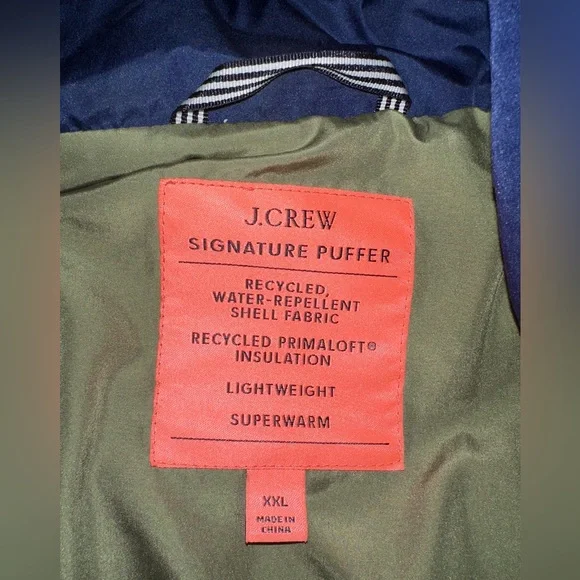 J.CREW
SIGNATURE PUFFER
RECYCLED,
WATER-REPELLENT
SHELL FABRIC
RECYCLED PRIMALOFT®
INSULATION
LIGHTWEIGHT
SUPERWARM
XXL
MADE IN
CHINA